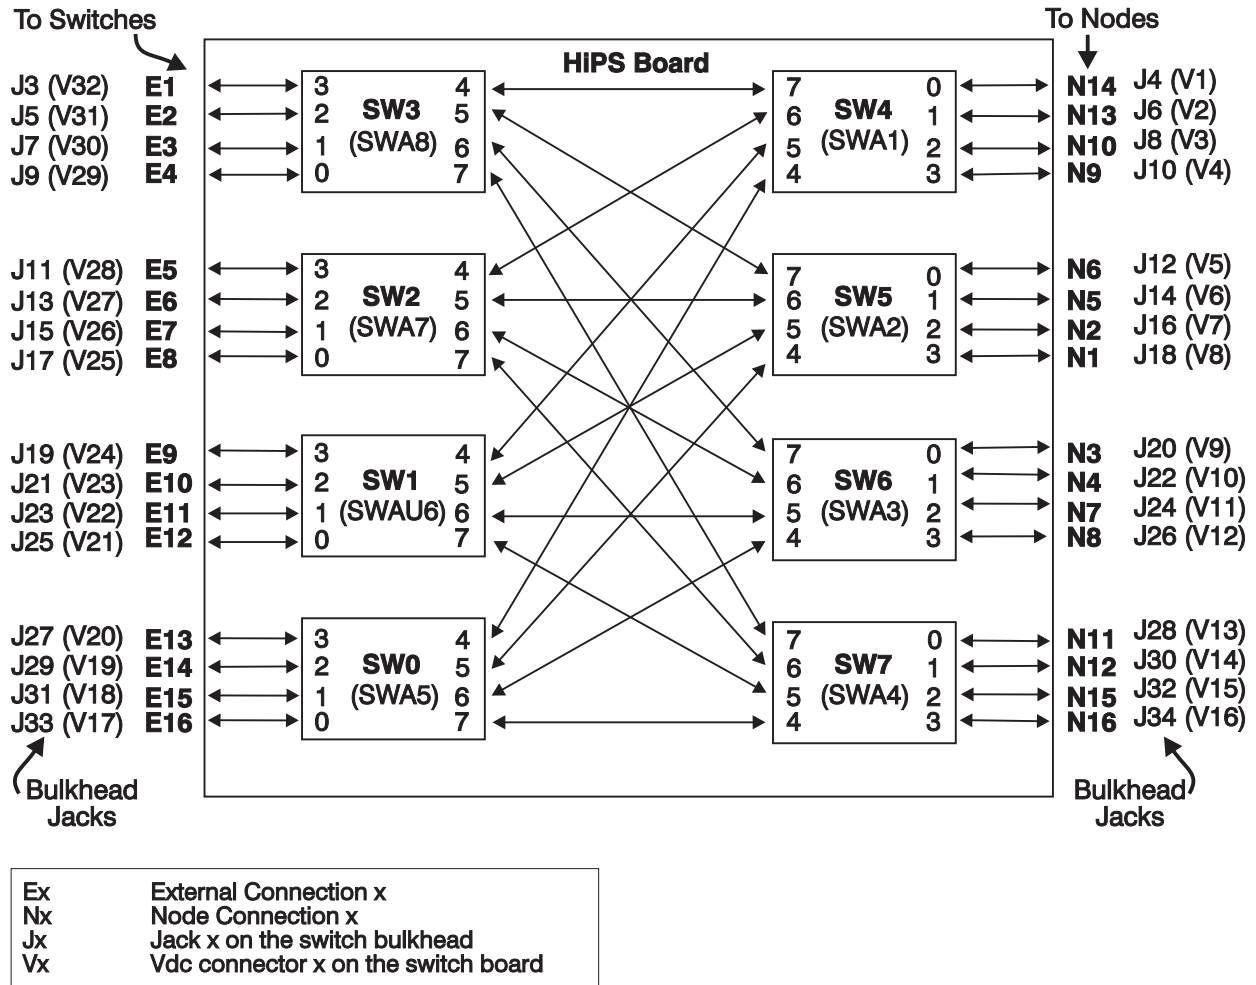 To Switches
To Nodes
HiPS Board
J3 (V32) E1 3 SW3 4 7 SW4 0 N14 J4 (V1)
J5 (V31) E2 2 (SWA8) 5 6 (SWA1) 1 N13 J6 (V2)
J7 (V30) E3 1 6 5 2 N10 J8 (V3)
J9 (V29) E4 0 7 4 3 N9 J10 (V4)
J11 (V28) E5 3 SW2 4 7 SW5 0 N6 J12 (V5)
J13 (V27) E6 2 (SWA7) 5 6 (SWA2) 1 N5 J14 (V6)
J15 (V26) E7 1 6 5 2 N2 J16 (V7)
J17 (V25) E8 0 7 4 3 N1 J18 (V8)
J19 (V24) E9 3 SW1 4 7 SW6 0 N3 J20 (V9)
J21 (V23) E10 2 (SWAU6) 5 6 (SWA3) 1 N4 J22 (V10)
J23 (V22) E11 1 6 5 2 N7 J24 (V11)
J25 (V21) E12 0 7 4 3 N8 J26 (V12)
J27 (V20) E13 3 SW0 4 7 SW7 0 N11 J28 (V13)
J29 (V19) E14 2 (SWA5) 5 6 (SWA4) 1 N12 J30 (V14)
J31 (V18) E15 1 6 5 2 N15 J32 (V15)
J33 (V17) E16 0 7 4 3 N16 J34 (V16)
Bulkhead
Jacks
Bulkhead
Jacks
Ex External Connection x
Nx Node Connection x
Jx Jack x on the switch bulkhead
Vx Vdc connector x on the switch board